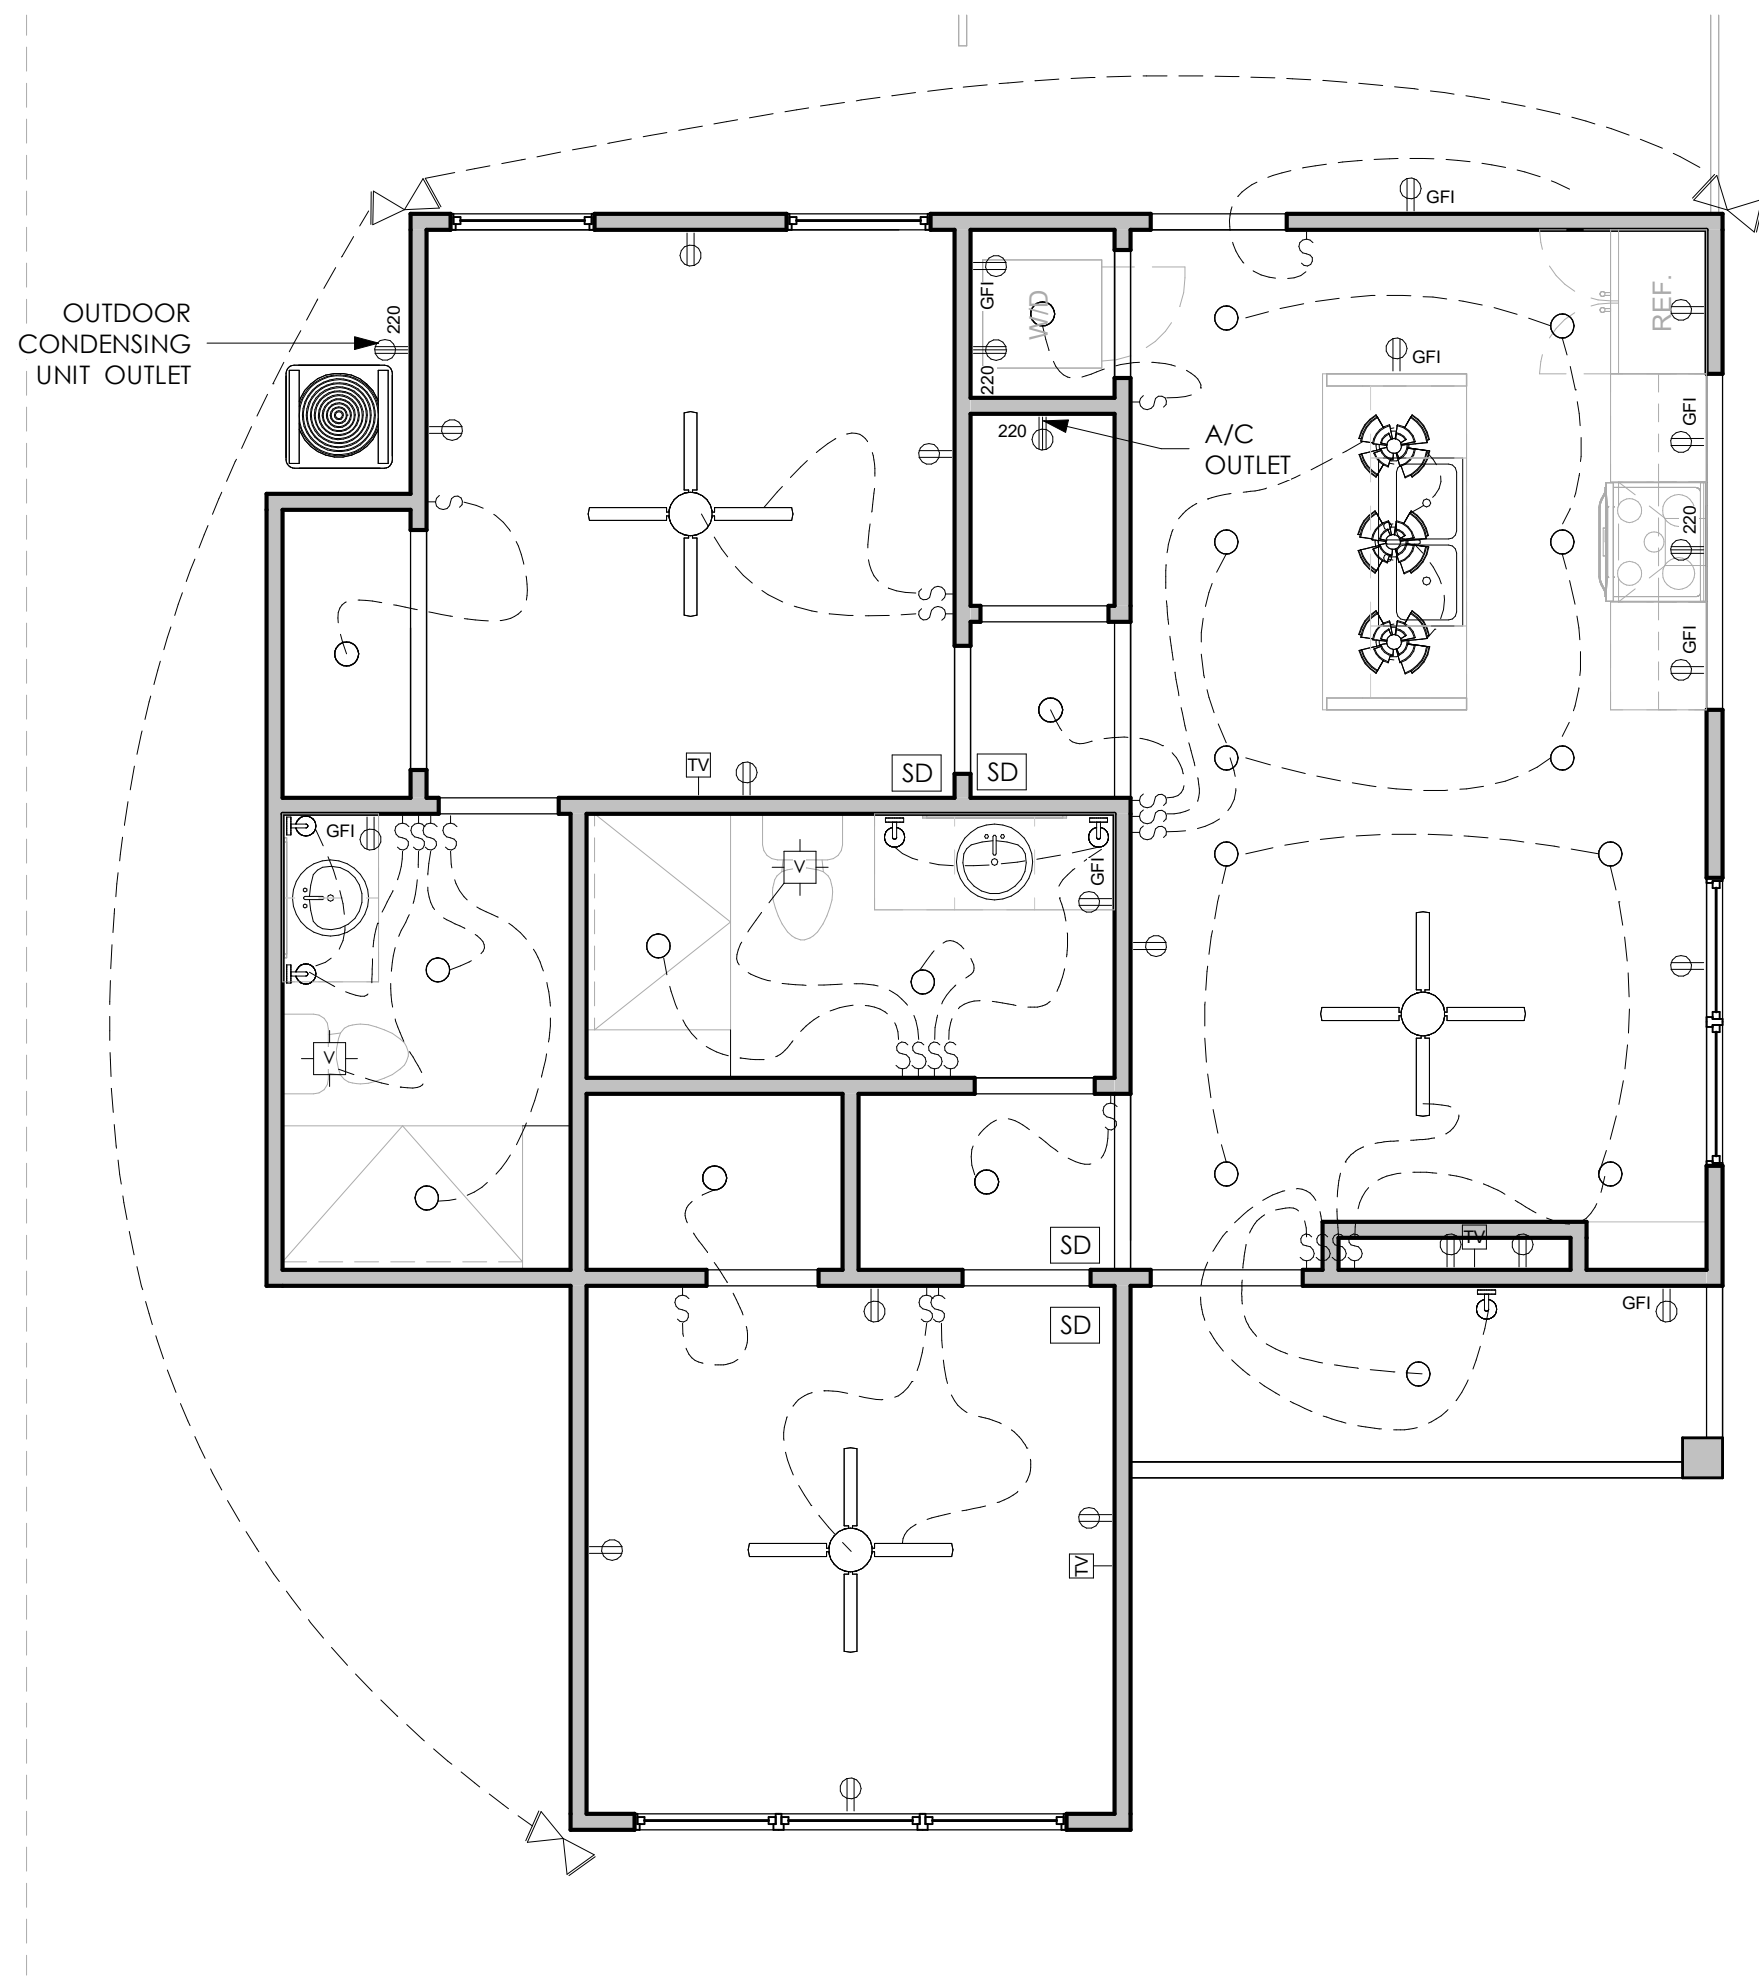 GFI
OUTDOOR
CONDENSING
UNIT OUTLET
220
GFI
W/D
REF.
GFI
220
220
A/C
OUTLET
GFI
220
GFI
TV
SD
SD
GFI
V
GFI
V
SD
TV
SD
GFI
TV